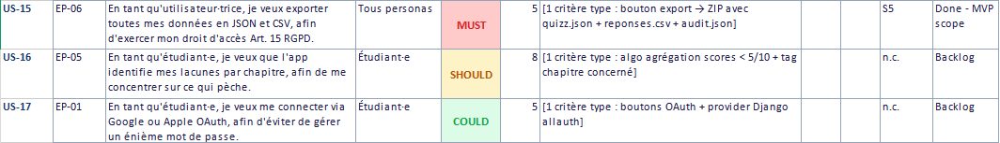 US-15 EP-06 En tant qu'utilisateur·trice, je veux exporter Tous personas MUST 5 [1 critère type : bouton export → ZIP avec S5 Done - MVP
toutes mes données en JSON et CSV, afin quizz.json + reponses.csv + audit.json] scope
d'exercer mon droit d'accès Art. 15 RGPD.
US-16 EP-05 En tant qu'étudiant·e, je veux que l'app Étudiant·e SHOULD 8 [1 critère type : algo agrégation scores < 5/10 + tag n.c. Backlog
identifie mes lacunes par chapitre, afin de me chapitre concerné]
concentrer sur ce qui pèche.
US-17 EP-01 En tant qu'étudiant·e, je veux me connecter via Étudiant·e COULD 5 [1 critère type : boutons OAuth + provider Django n.c. Backlog
Google ou Apple OAuth, afin d'éviter de gérer allauth]
un énième mot de passe.